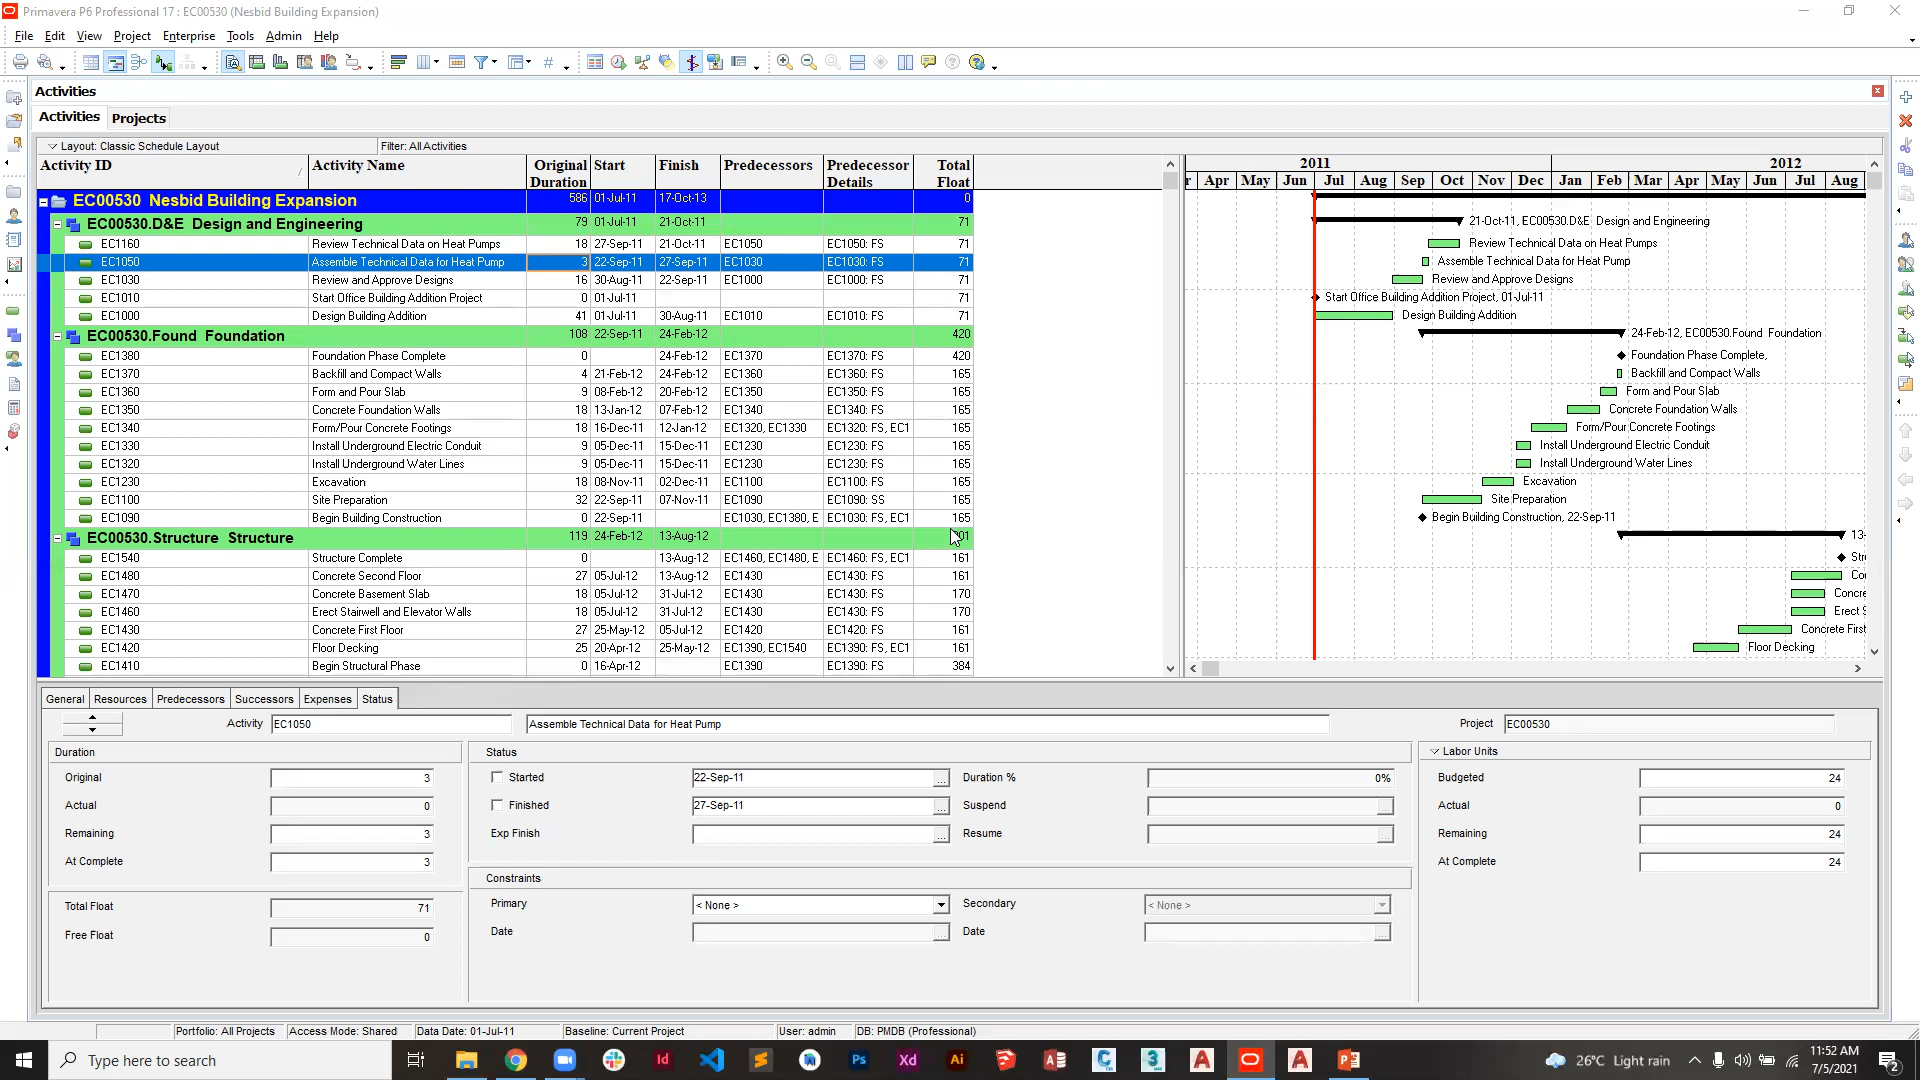 Primavera P6 Professional 17 : EC00530 (Nesbid Building Expansion)
File Edit View Project Enterprise Tools Admin Help
Activities
Activities Projects
Layout: Classic Schedule Layout Filter: All Activities
Activity ID Activity Name Original Duration Start Finish Predecessors Predecessor Details Total Float
2011 2012
r Apr May Jun Jul Aug Sep Oct Nov Dec Jan Feb Mar Apr May Jun Jul Aug
EC00530 Nesbid Building Expansion 586 01-Jul-11 17-Oct-13 0
EC00530.D&E Design and Engineering 79 01-Jul-11 21-Oct-11 71 21-Oct-11, EC00530.D&E Design and Engineering
EC1160 Review Technical Data on Heat Pumps 18 27-Sep-11 21-Oct-11 EC1050 EC1050: FS 71 Review Technical Data on Heat Pumps
EC1050 Assemble Technical Data for Heat Pump 3 22-Sep-11 27-Sep-11 EC1030 EC1030: FS 71 Assemble Technical Data for Heat Pump
EC1030 Review and Approve Designs 16 30-Aug-11 22-Sep-11 EC1000 EC1000: FS 71 Review and Approve Designs
EC1010 Start Office Building Addition Project 0 01-Jul-11 71 Start Office Building Addition Project, 01-Jul-11
EC1000 Design Building Addition 41 01-Jul-11 30-Aug-11 EC1010 EC1010: FS 71 Design Building Addition
EC00530.Found Foundation 108 22-Sep-11 24-Feb-12 420 24-Feb-12, EC00530.Found Foundation
EC1380 Foundation Phase Complete 0 24-Feb-12 EC1370 EC1370: FS 420 Foundation Phase Complete,
EC1370 Backfill and Compact Walls 4 21-Feb-12 24-Feb-12 EC1360 EC1360: FS 165 Backfill and Compact Walls
EC1360 Form and Pour Slab 9 08-Feb-12 20-Feb-12 EC1350 EC1350: FS 165 Form and Pour Slab
EC1350 Concrete Foundation Walls 18 13-Jan-12 07-Feb-12 EC1340 EC1340: FS 165 Concrete Foundation Walls
EC1340 Form/Pour Concrete Footings 18 16-Dec-11 12-Jan-12 EC1320, EC1330 EC1320: FS, EC1 165 Form/Pour Concrete Footings
EC1330 Install Underground Electric Conduit 9 05-Dec-11 15-Dec-11 EC1230 EC1230: FS 165 Install Underground Electric Conduit
EC1320 Install Underground Water Lines 9 05-Dec-11 15-Dec-11 EC1230 EC1230: FS 165 Install Underground Water Lines
EC1230 Excavation 18 08-Nov-11 02-Dec-11 EC1100 EC1100: FS 165 Excavation
EC1100 Site Preparation 32 22-Sep-11 07-Nov-11 EC1090 EC1090: SS 165 Site Preparation
EC1090 Begin Building Construction 0 22-Sep-11 EC1030, EC1380, E EC1030: FS, EC1 165 Begin Building Construction, 22-Sep-11
EC00530.Structure Structure 119 24-Feb-12 13-Aug-12 01 13-
EC1540 Structure Complete 0 13-Aug-12 EC1460, EC1480, E EC1460: FS, EC1 161 Str
EC1480 Concrete Second Floor 27 05-Jul-12 13-Aug-12 EC1430 EC1430: FS 161 Co
EC1470 Concrete Basement Slab 18 05-Jul-12 31-Jul-12 EC1430 EC1430: FS 170 Concre
EC1460 Erect Stairwell and Elevator Walls 18 05-Jul-12 31-Jul-12 EC1430 EC1430: FS 170 Erect S
EC1430 Concrete First Floor 27 25-May-12 05-Jul-12 EC1420 EC1420: FS 161 Concrete First
EC1420 Floor Decking 25 20-Apr-12 25-May-12 EC1390, EC1540 EC1390: FS, EC1 161 Floor Decking
EC1410 Begin Structural Phase 0 16-Apr-12 EC1390 EC1390: FS 384
General Resources Predecessors Successors Expenses Status
Activity EC1050 Assemble Technical Data for Heat Pump Project EC00530
Duration Status Labor Units
Original 3 Started 22-Sep-11 ... Duration % 0% Budgeted 24
Actual 0 Finished 27-Sep-11 ... Suspend ... Actual 0
Remaining 3 Exp Finish ... Resume ... Remaining 24
At Complete 3 At Complete 24
Constraints
Total Float 71 Primary < None > Secondary < None >
Free Float 0 Date ... Date ...
Portfolio: All Projects Access Mode: Shared Data Date: 01-Jul-11 Baseline: Current Project User: admin DB: PMDB (Professional)
Type here to search
Id Ps Xd Ai 26°C Light rain
11:52 AM
7/5/2021
2